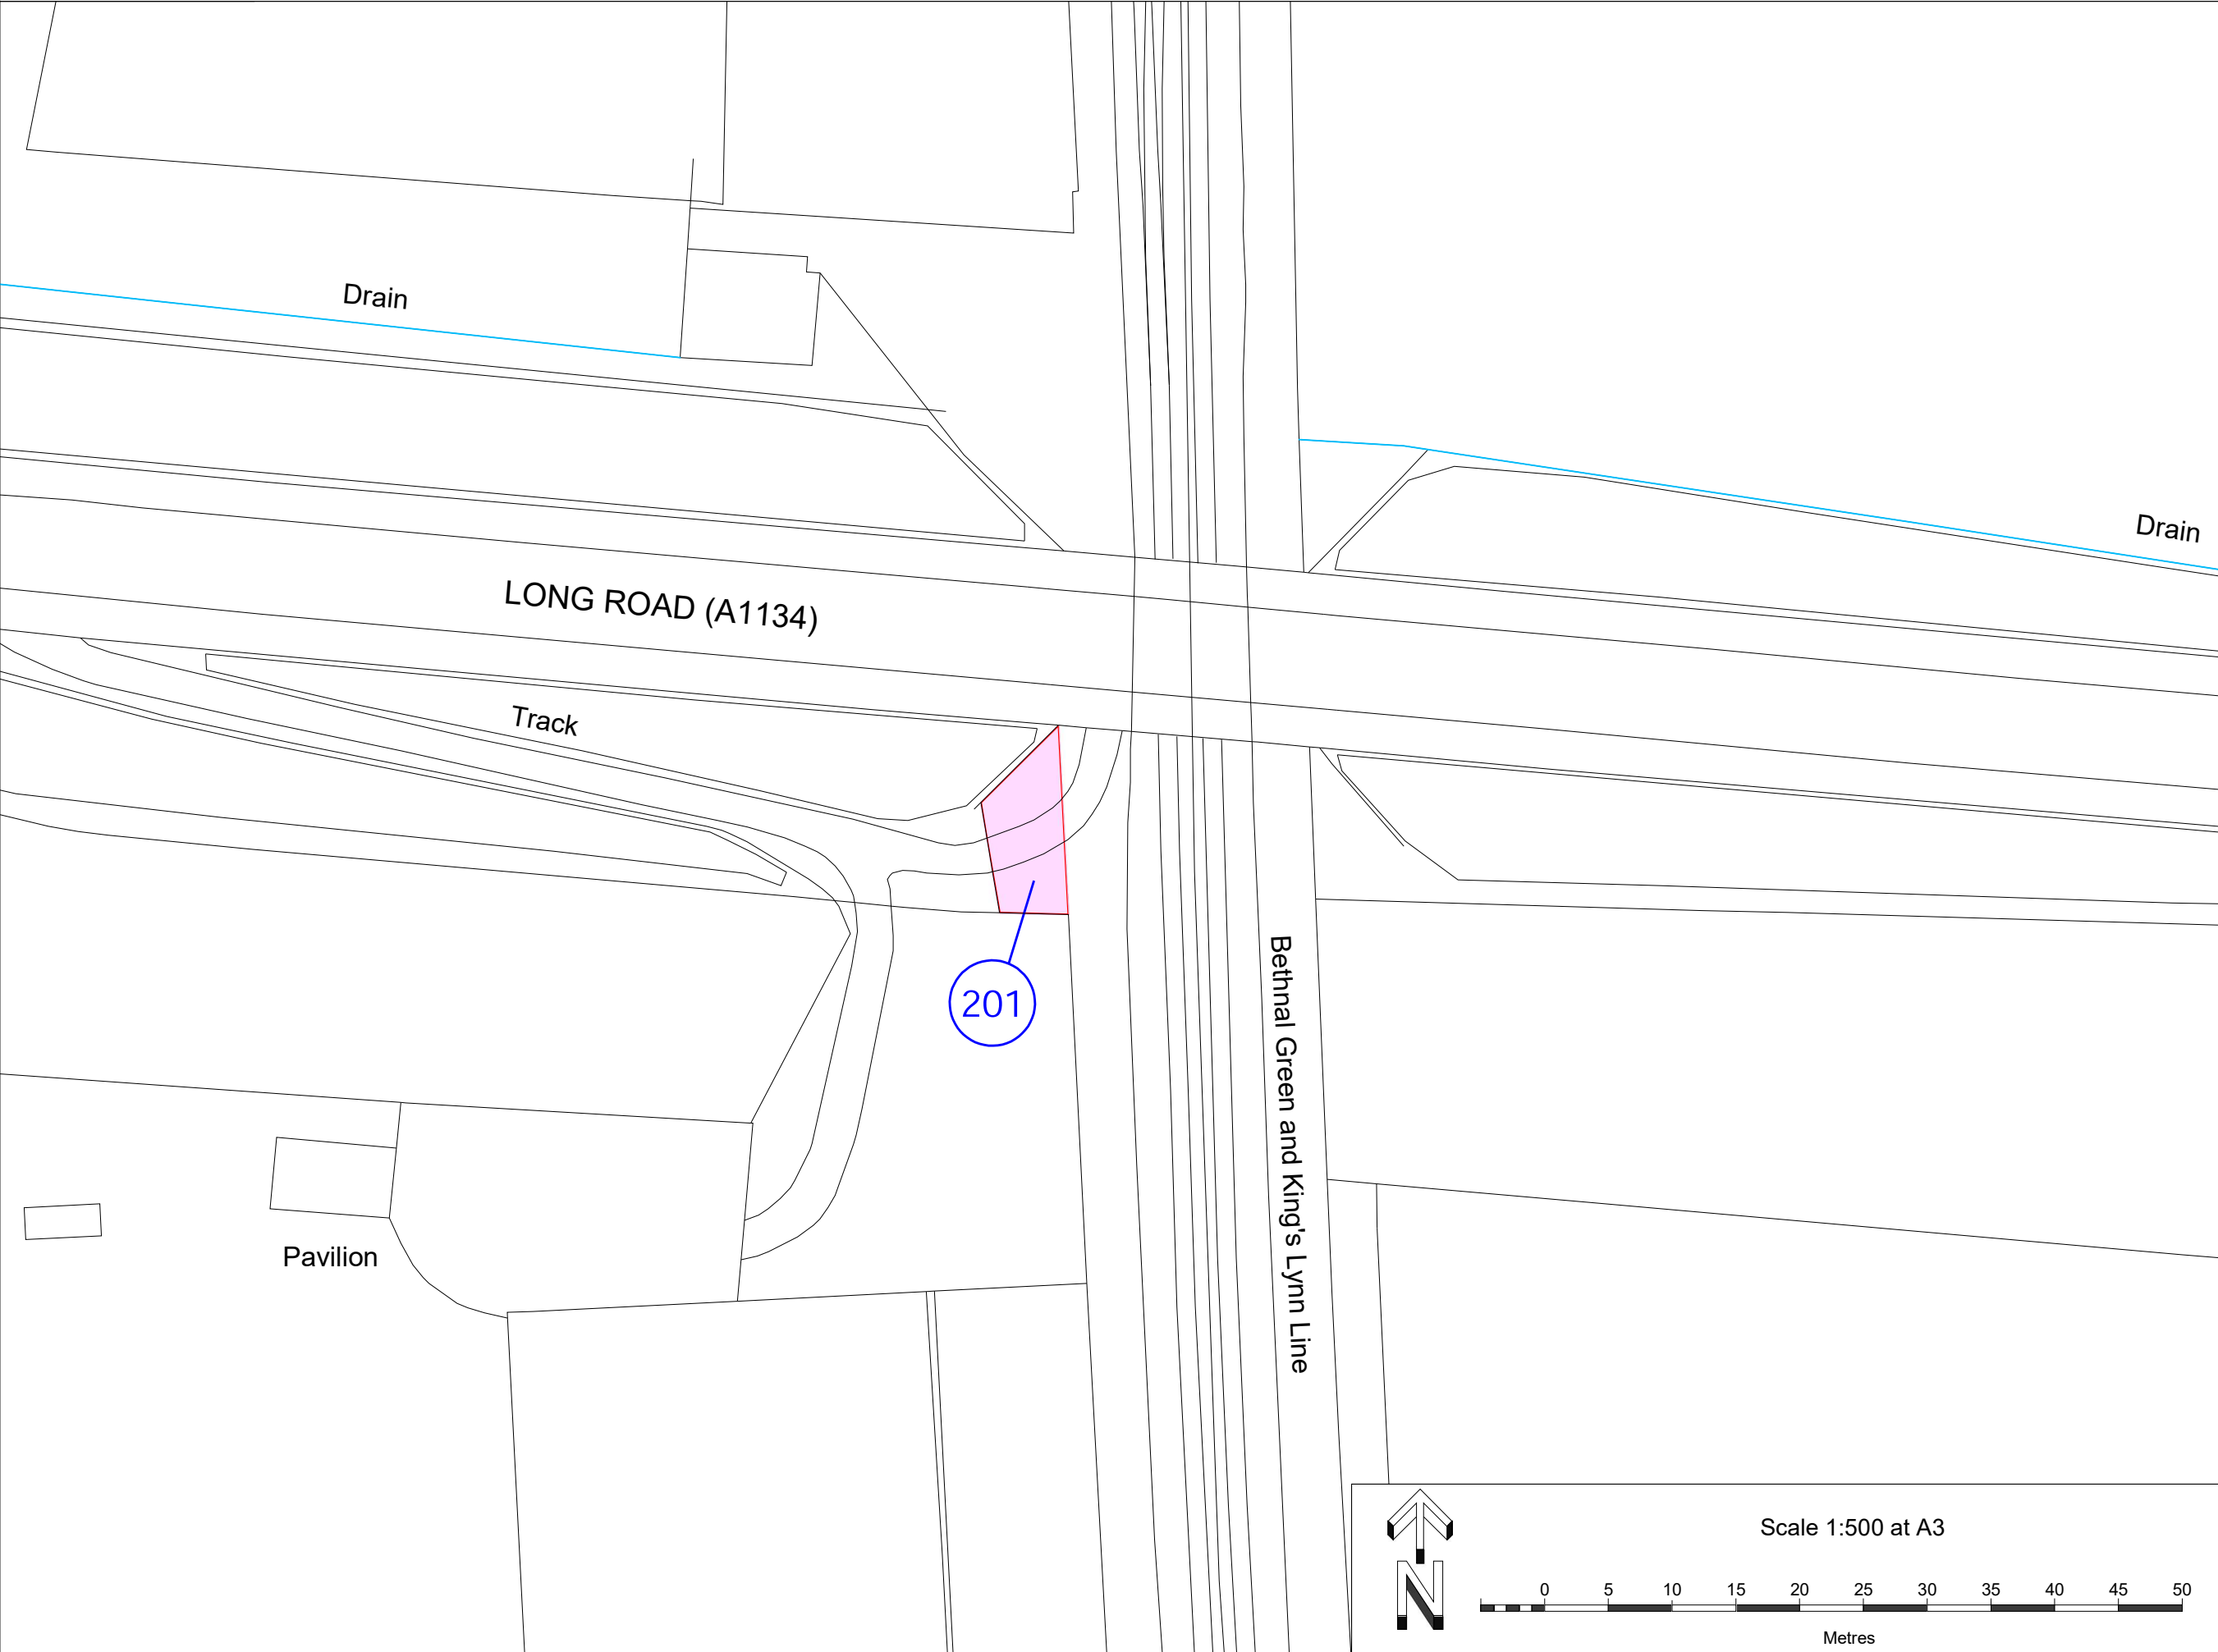 Drain
Drain
LONG ROAD (A1134)
Track
201
Bethnal Green and King's Lynn Line
Pavilion
N
Scale 1:500 at A3
0 5 10 15 20 25 30 35 40 45 50
Metres